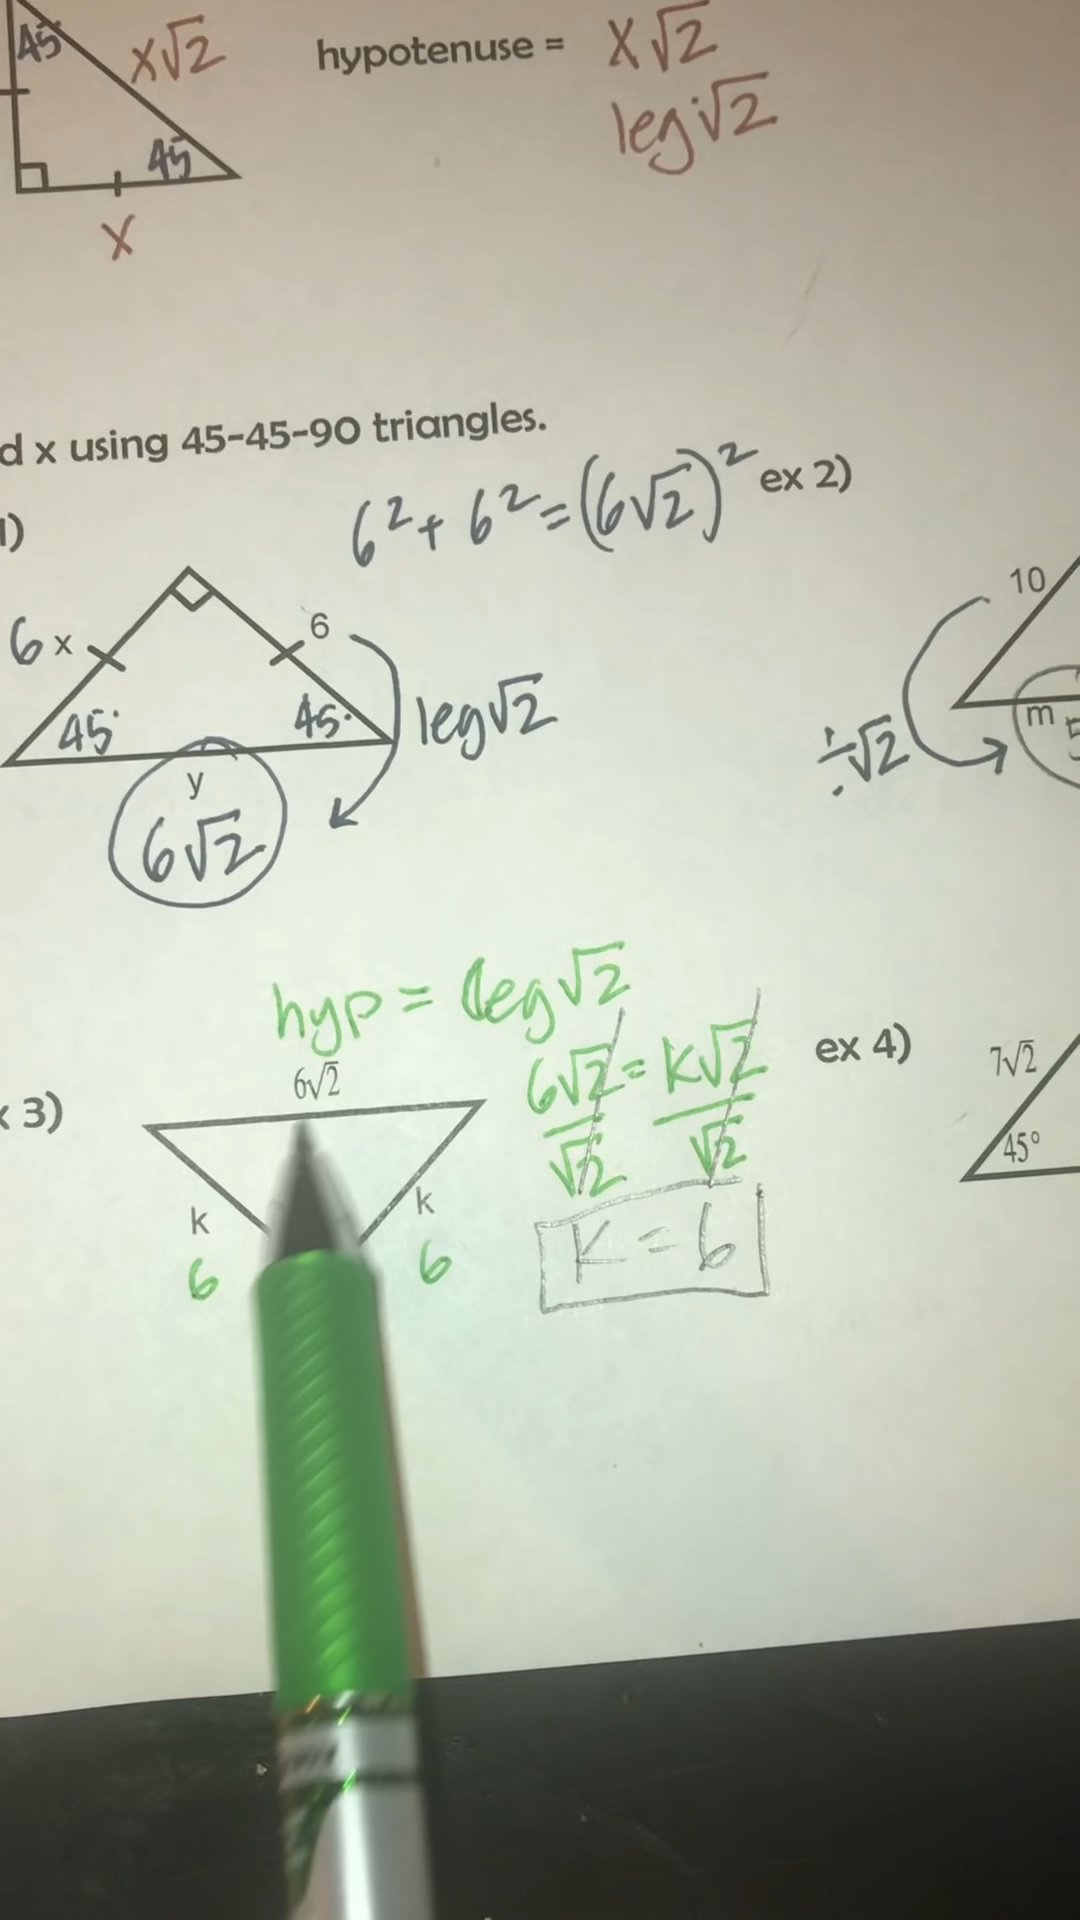 45
x√2
hypotenuse = x√2
leg√2
45
x
d x using 45-45-90 triangles.
1)
6² + 6² = (6√2)²
ex 2)
6 x
6
45°
45°
leg√2
y
6√2
10
÷√2
m
5
hyp = leg√2
3)
6√2
6√2 = k√2
√2 √2
k
k
6
6
k = 6
ex 4)
7√2
45°